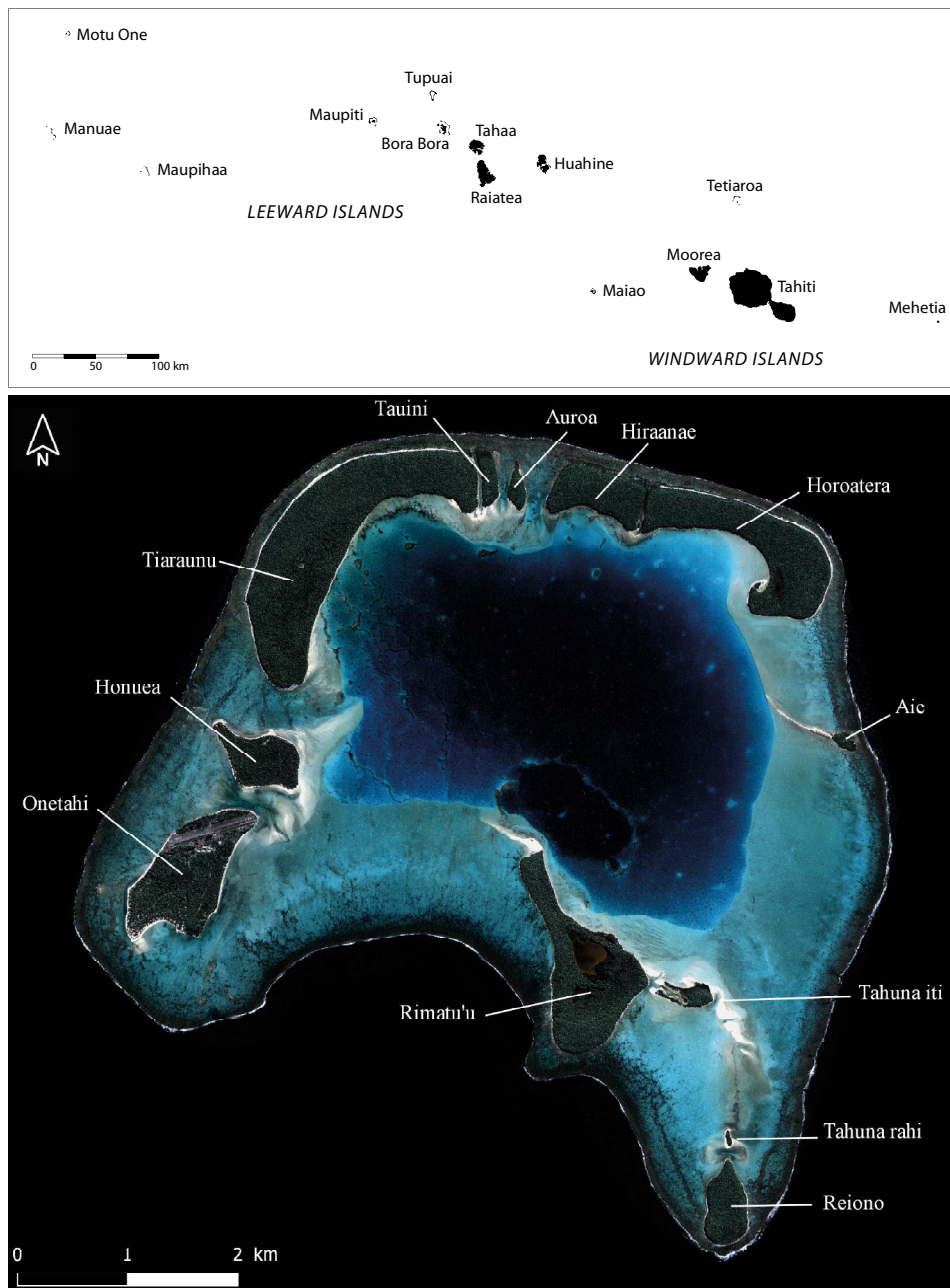 Motu One
Tupuai
Manuae
Maupiti
Bora Bora
Tahaa
Maupihaa
Huahine
Raiatea
Tetiaroa
LEEWARD ISLANDS
Moorea
Maiao
Tahiti
Mehetia
WINDWARD ISLANDS
0 50 100 km
Tauini
Auroa
Hiraanae
N
Horoatera
Tiaraunu
Honuea
Aie
Onetahi
Rimatu'u
Tahuna iti
Tahuna rahi
Reiono
0 1 2 km